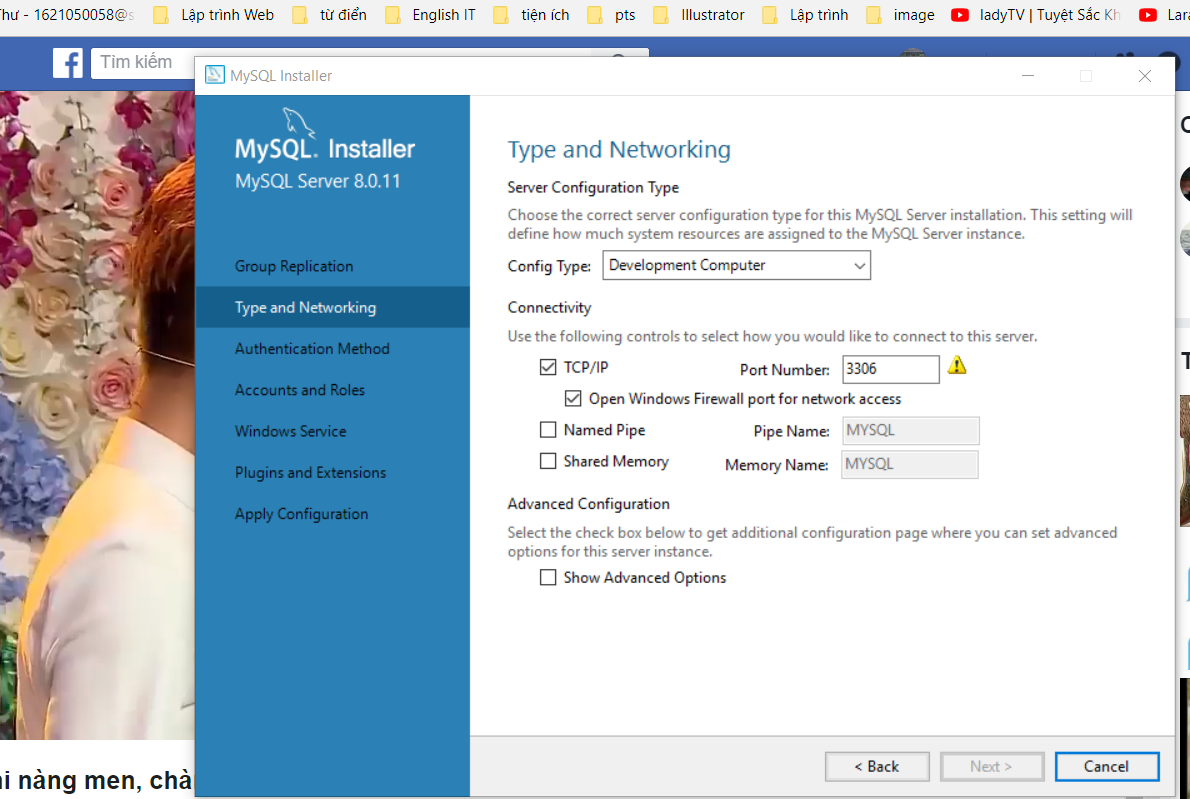 Thư - 1621050058@s Lập trình Web từ điển English IT tiện ích pts Illustrator Lập trình image ladyTV | Tuyệt Sắc Kh Lara
Tìm kiếm
MySQL Installer
MySQL. Installer
MySQL Server 8.0.11
Group Replication
Type and Networking
Authentication Method
Accounts and Roles
Windows Service
Plugins and Extensions
Apply Configuration
Type and Networking
Server Configuration Type
Choose the correct server configuration type for this MySQL Server installation. This setting will
define how much system resources are assigned to the MySQL Server instance.
Config Type: Development Computer
Connectivity
Use the following controls to select how you would like to connect to this server.
TCP/IP Port Number: 3306
Open Windows Firewall port for network access
Named Pipe Pipe Name: MYSQL
Shared Memory Memory Name: MYSQL
Advanced Configuration
Select the check box below to get additional configuration page where you can set advanced
options for this server instance.
Show Advanced Options
< Back Next > Cancel
nàng men, chà